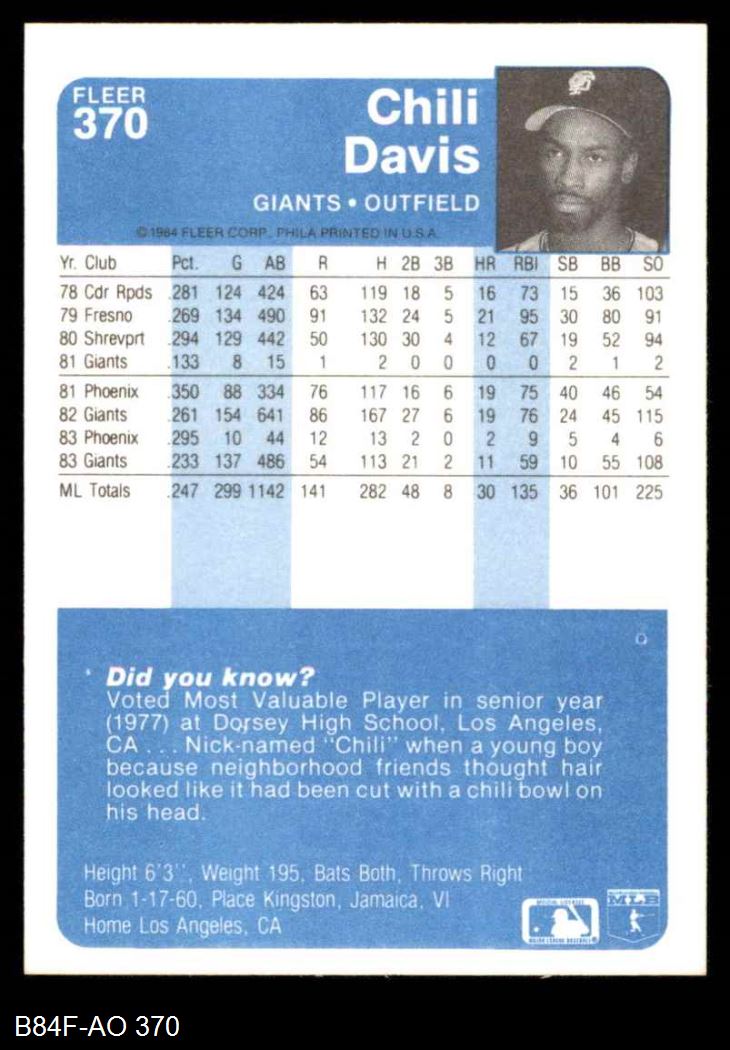 FLEER
370
Chili
Davis
GIANTS • OUTFIELD
©1984 FLEER CORP., PHILA PRINTED IN U.S.A.
Yr. Club Pct. G AB R H 2B 3B HR RBI SB BB SO
78 Cdr Rpds .281 124 424 63 119 18 5 16 73 15 36 103
79 Fresno .269 134 490 91 132 24 5 21 95 30 80 91
80 Shrevprt .294 129 442 50 130 30 4 12 67 19 52 94
81 Giants .133 8 15 1 2 0 0 0 0 2 1 2
81 Phoenix .350 88 334 76 117 16 6 19 75 40 46 54
82 Giants .261 154 641 86 167 27 6 19 76 24 45 115
83 Phoenix .295 10 44 12 13 2 0 2 9 5 4 6
83 Giants .233 137 486 54 113 21 2 11 59 10 55 108
ML Totals .247 299 1142 141 282 48 8 30 135 36 101 225
Did you know?
Voted Most Valuable Player in senior year
(1977) at Dorsey High School, Los Angeles,
CA . . . Nick-named "Chili" when a young boy
because neighborhood friends thought hair
looked like it had been cut with a chili bowl on
his head.
Height 6'3'', Weight 195, Bats Both, Throws Right
Born 1-17-60, Place Kingston, Jamaica, VI
Home Los Angeles, CA
MLB
B84F-AO 370